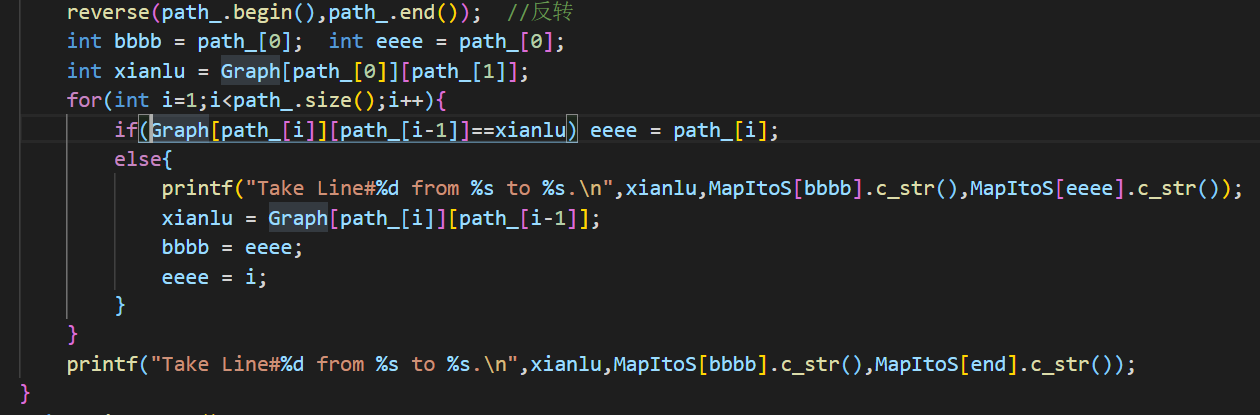 reverse(path_.begin(),path_.end());  //反转
int bbbb = path_[0];  int eeee = path_[0];
int xianlu = Graph[path_[0]][path_[1]];
for(int i=1;i<path_.size();i++){
if(Graph[path_[i]][path_[i-1]]==xianlu) eeee = path_[i];
else{
printf("Take Line#%d from %s to %s.\n",xianlu,MapItoS[bbbb].c_str(),MapItoS[eeee].c_str());
xianlu = Graph[path_[i]][path_[i-1]];
bbbb = eeee;
eeee = i;
}
}
printf("Take Line#%d from %s to %s.\n",xianlu,MapItoS[bbbb].c_str(),MapItoS[end].c_str());
}